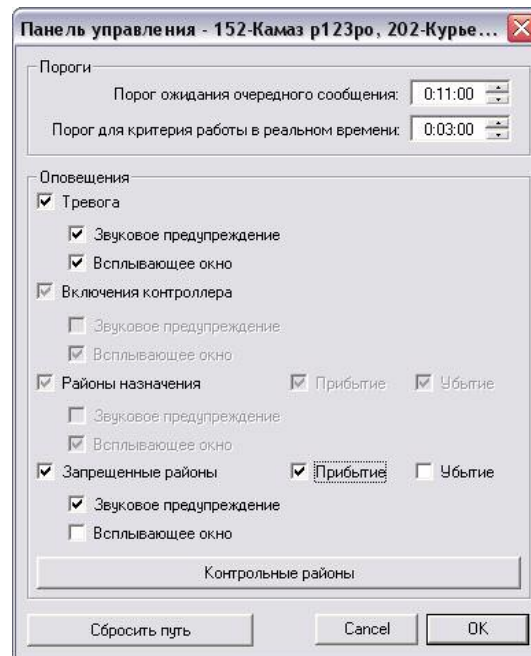 Панель управления - 152-Камаз р123ро, 202-Курье...
Пороги
Порог ожидания очередного сообщения: 0:11:00
Порог для критерия работы в реальном времени: 0:03:00
Оповещения
Тревога
Звуковое предупреждение
Всплывающее окно
Включения контроллера
Звуковое предупреждение
Всплывающее окно
Районы назначения Прибытие Убытие
Звуковое предупреждение
Всплывающее окно
Запрещенные районы Прибытие Убытие
Звуковое предупреждение
Всплывающее окно
Контрольные районы
Сбросить путь Cancel OK